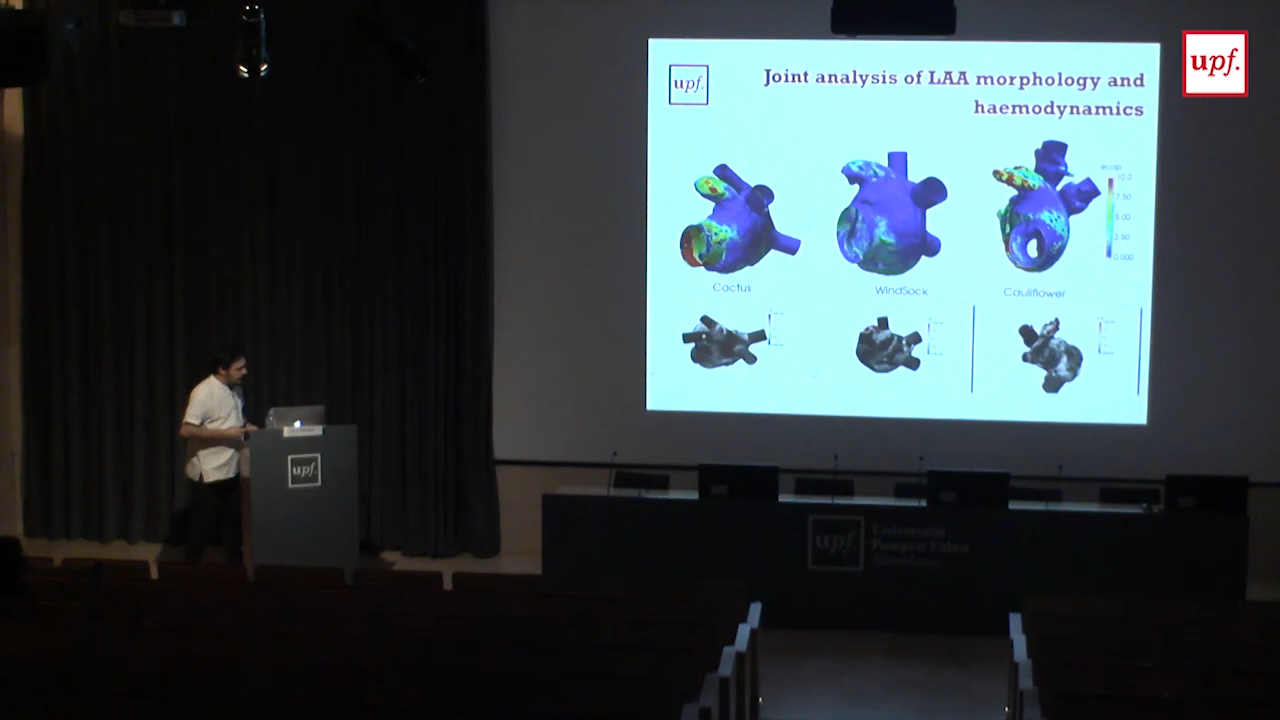 upf.
upf.
Joint analysis of LAA morphology and
haemodynamics
ecap
10.0
7.50
5.00
2.50
0.000
Cactus
WindSock
Cauliflower
upf.
upf.
Universitat
Pompeu Fabra
Barcelona